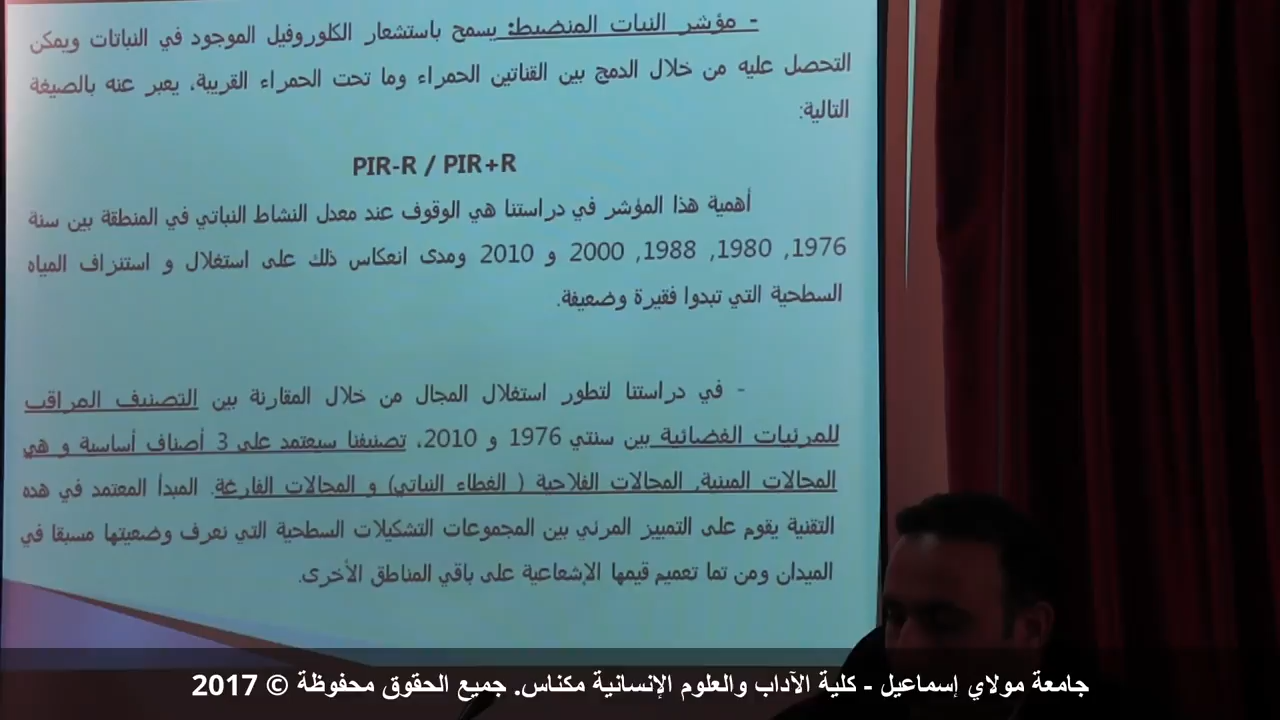 - مؤشر النبات المنضبط: يسمح باستشعار الكلوروفيل الموجود في النباتات ويمكن
التحصل عليه من خلال الدمج بين القناتين الحمراء وما تحت الحمراء القريبة، يعبر عنه بالصيغة
التالية:
PIR-R / PIR+R
أهمية هذا المؤشر في دراستنا هي الوقوف عند معدل النشاط النباتي في المنطقة بين سنة
1976, 1980, 1988, 2000 و 2010 ومدى انعكاس ذلك على استغلال و استنزاف المياه
السطحية التي تبدوا فقيرة وضعيفة.
- في دراستنا لتطور استغلال المجال من خلال المقارنة بين التصنيف المراقب
للمرئيات الفضائية بين سنتي 1976 و 2010، تصنيفنا سيعتمد على 3 أصناف أساسية و هي
المجالات المبنية, المجالات الفلاحية ( الغطاء النباتي) و المجالات الفارغة. المبدأ المعتمد في هذه
التقنية يقوم على التمييز المرئي بين المجموعات التشكيلات السطحية التي نعرف وضعيتها مسبقا في
الميدان ومن تما تعميم قيمها الإشعاعية على باقي المناطق الأخرى.
جامعة مولاي إسماعيل - كلية الآداب والعلوم الإنسانية مكناس. جميع الحقوق محفوظة © 2017